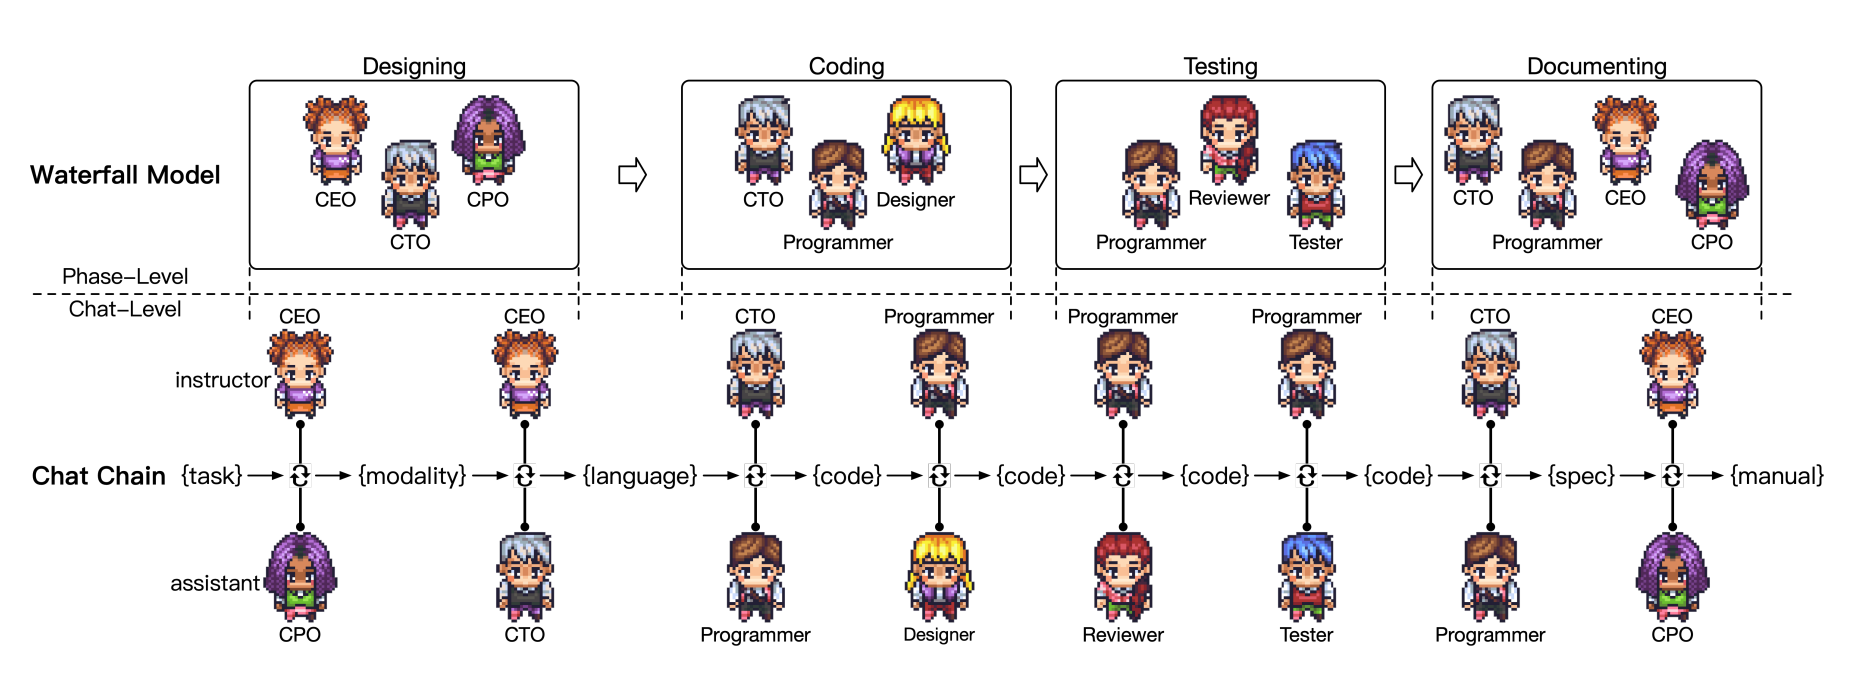 Designing
Coding
Testing
Documenting
Waterfall Model
CEO
CTO
CPO
CTO
Programmer
Designer
Programmer
Reviewer
Tester
CTO
Programmer
CEO
CPO
Phase-Level
Chat-Level
CEO
CEO
CTO
Programmer
Programmer
Programmer
CTO
CEO
instructor
Chat Chain
{task}
{modality}
{language}
{code}
{code}
{code}
{code}
{spec}
{manual}
assistant
CPO
CTO
Programmer
Designer
Reviewer
Tester
Programmer
CPO